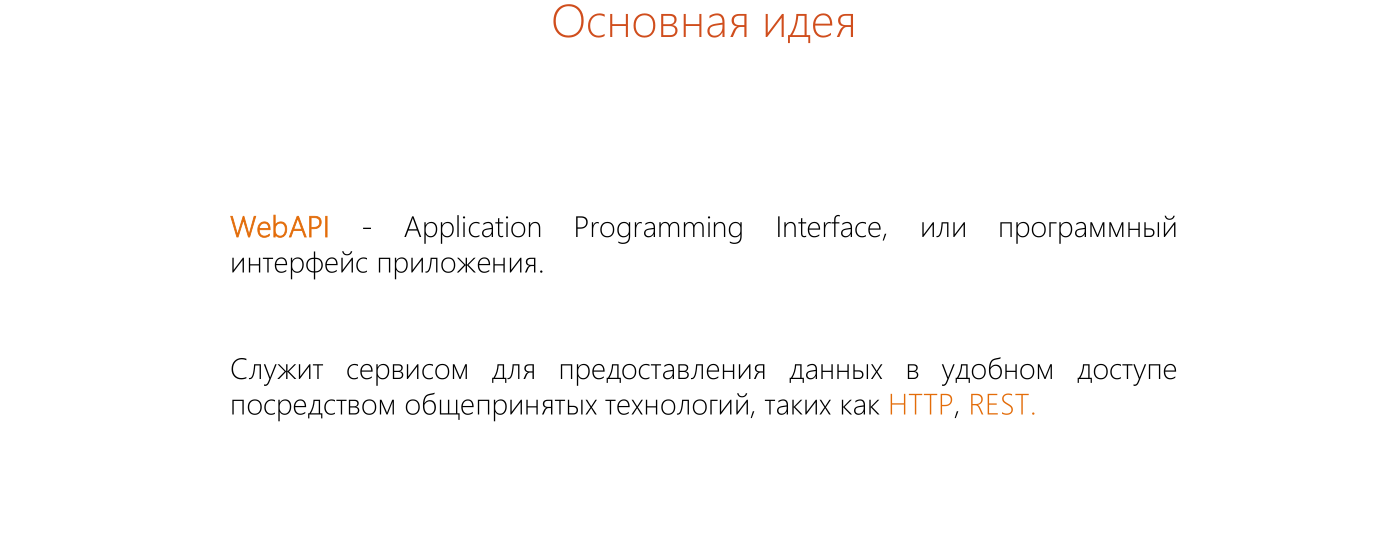 Основная идея
WebAPI - Application Programming Interface, или программный
интерфейс приложения.
Служит сервисом для предоставления данных в удобном доступе
посредством общепринятых технологий, таких как HTTP, REST.